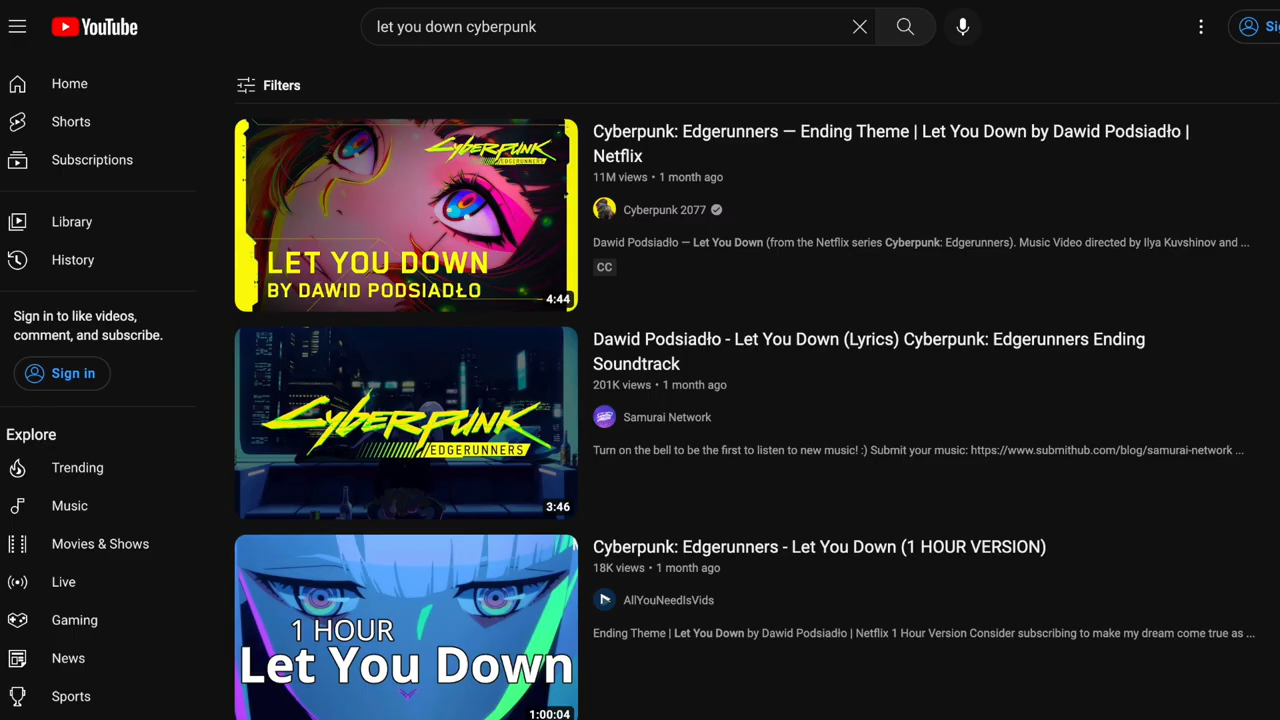 YouTube
let you down cyberpunk
Home
Shorts
Subscriptions
Library
History
Sign in to like videos,
comment, and subscribe.
Sign in
Explore
Trending
Music
Movies & Shows
Live
Gaming
News
Sports
Filters
CYBERPUNK
EDGERUNNERS
LET YOU DOWN
BY DAWID PODSIADŁO
4:44
Cyberpunk: Edgerunners — Ending Theme | Let You Down by Dawid Podsiadło |
Netflix
11M views • 1 month ago
Cyberpunk 2077
Dawid Podsiadło — Let You Down (from the Netflix series Cyberpunk: Edgerunners). Music Video directed by Ilya Kuvshinov and ...
CC
CYBERPUNK
EDGERUNNERS
3:46
Dawid Podsiadło - Let You Down (Lyrics) Cyberpunk: Edgerunners Ending
Soundtrack
201K views • 1 month ago
Samurai Network
Turn on the bell to be the first to listen to new music! :) Submit your music: https://www.submithub.com/blog/samurai-network ...
1 HOUR
Let You Down
1:00:04
Cyberpunk: Edgerunners - Let You Down (1 HOUR VERSION)
18K views • 1 month ago
AllYouNeedIsVids
Ending Theme | Let You Down by Dawid Podsiadło | Netflix 1 Hour Version Consider subscribing to make my dream come true as ...